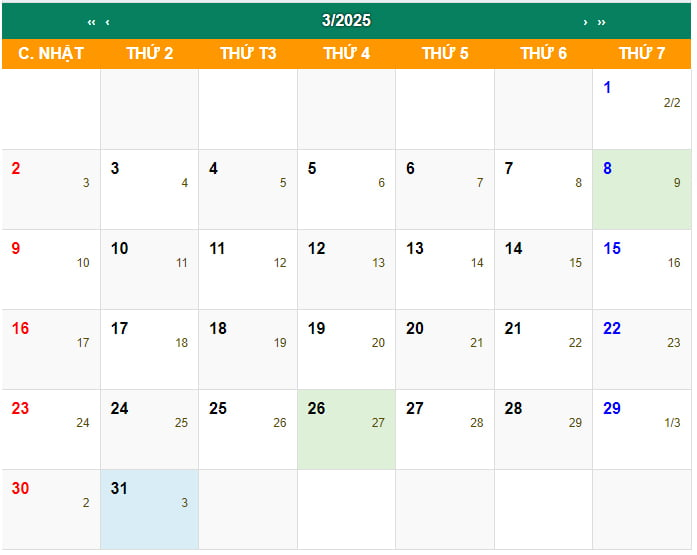 ‹‹ ‹ 3/2025 › ››
C. NHẬT THỨ 2 THỨ T3 THỨ 4 THỨ 5 THỨ 6 THỨ 7
1
2/2
2 3 4 5 6 7 8
3 4 5 6 7 8 9
9 10 11 12 13 14 15
10 11 12 13 14 15 16
16 17 18 19 20 21 22
17 18 19 20 21 22 23
23 24 25 26 27 28 29
24 25 26 27 28 29 1/3
30 31
2 3